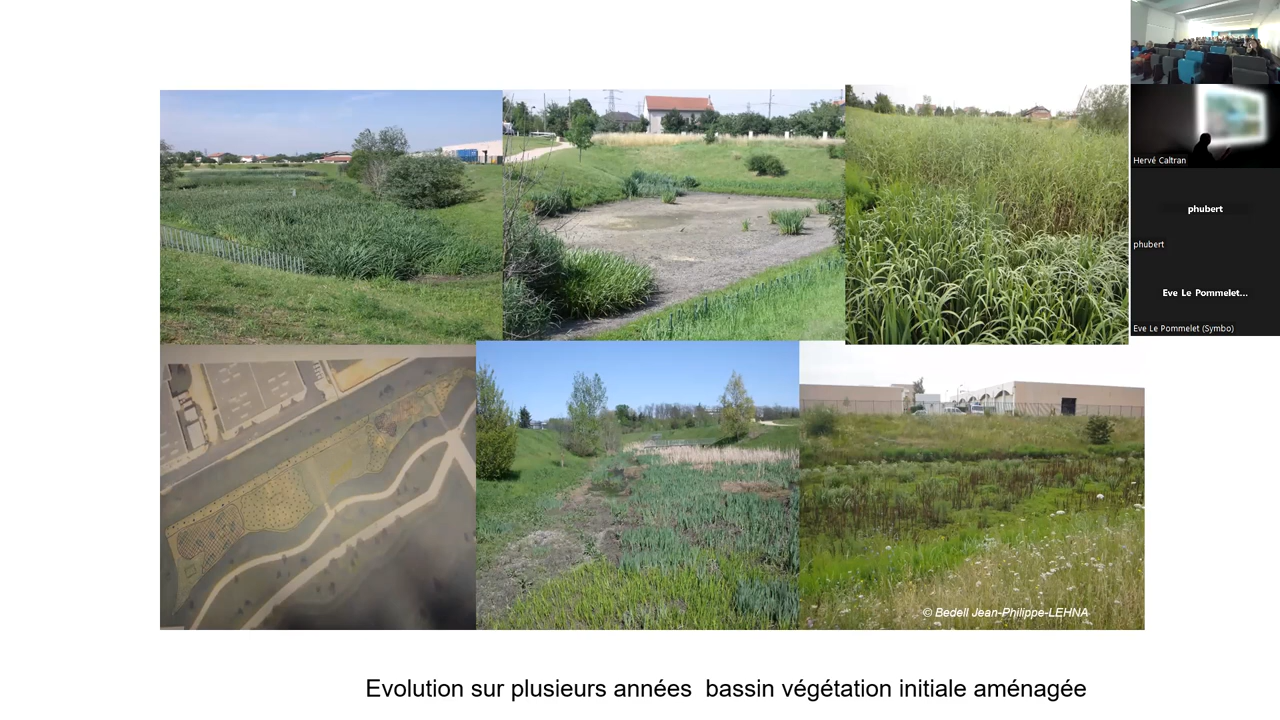 Hervé Caltran
phubert
phubert
Eve Le Pommelet...
Eve Le Pommelet (Symbo)
© Bedell Jean-Philippe-LEHNA
Evolution sur plusieurs années  bassin végétation initiale aménagée